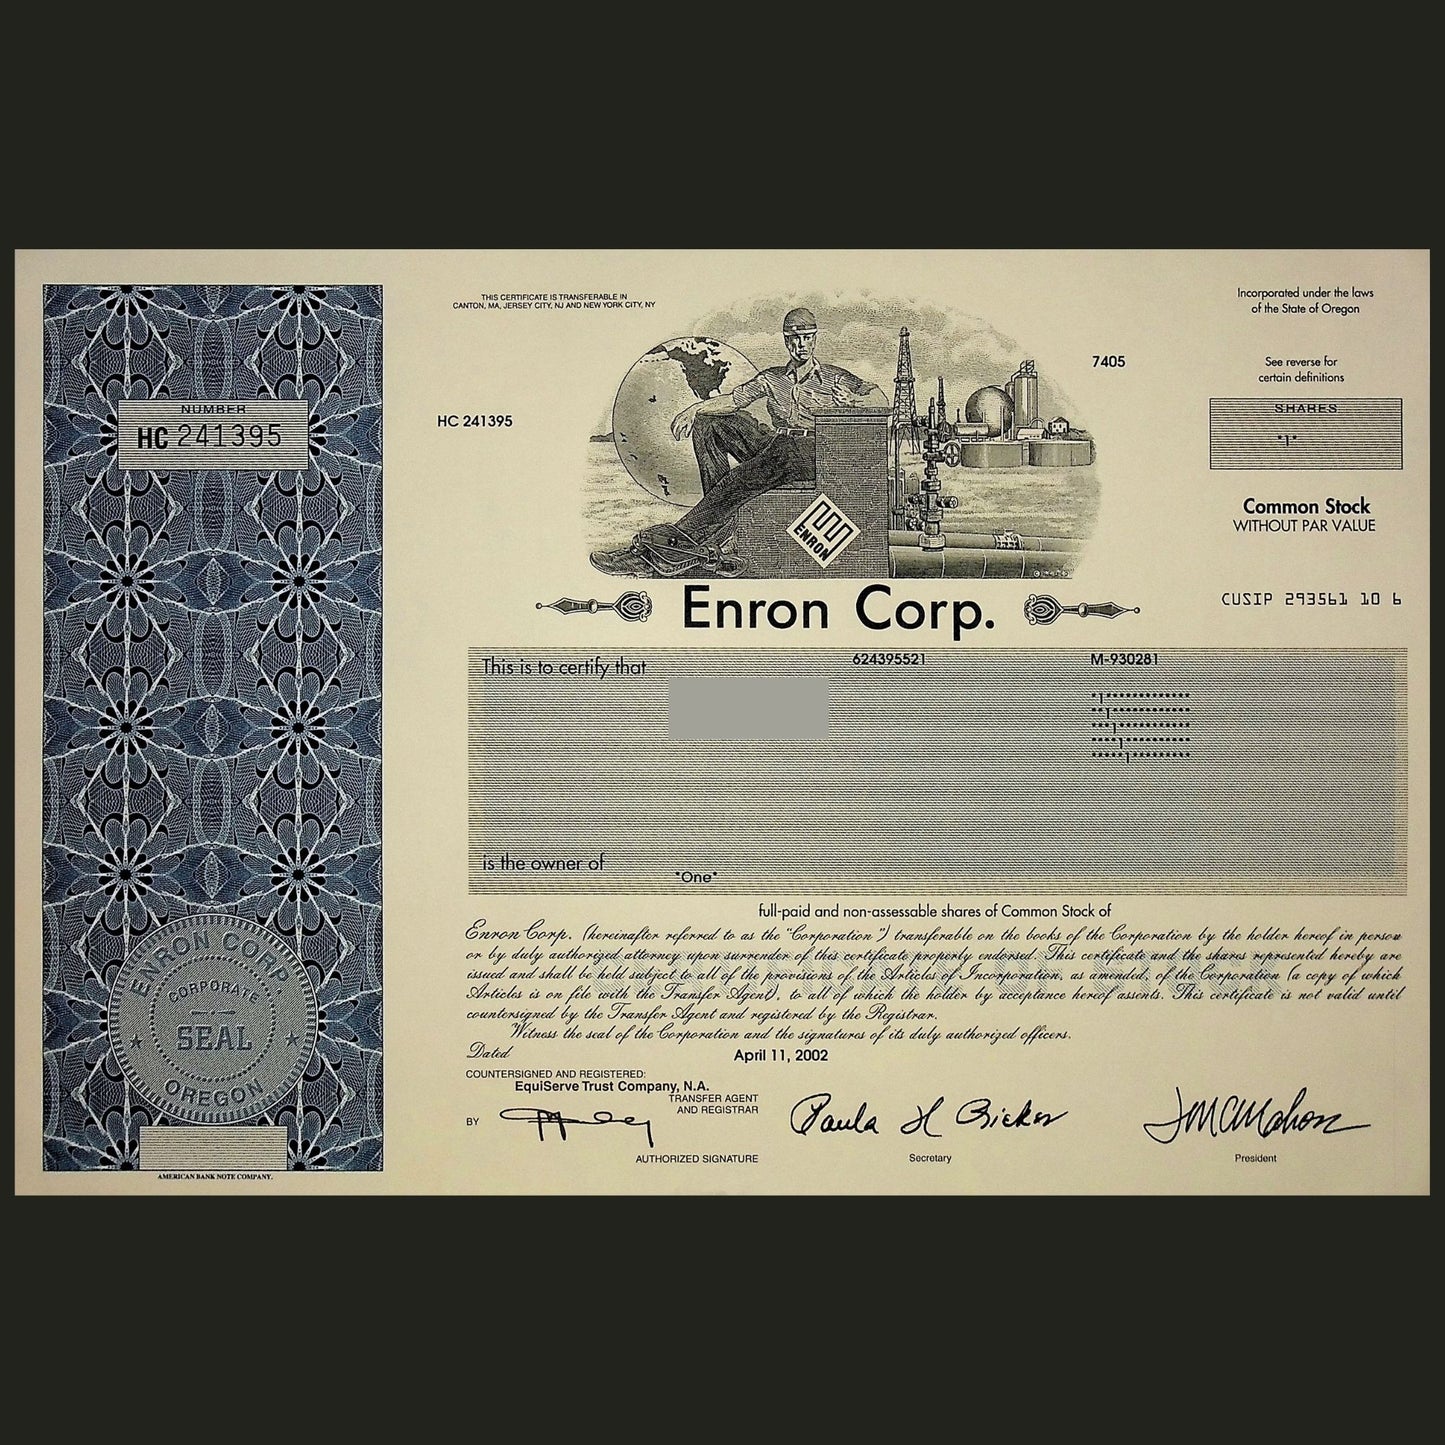 THIS CERTIFICATE IS TRANSFERABLE IN
CANTON, MA, JERSEY CITY, NJ AND NEW YORK CITY, NY
Incorporated under the laws
of the State of Oregon
7405
See reverse for
certain definitions
NUMBER
HC 241395
HC 241395
SHARES
*1*
Common Stock
WITHOUT PAR VALUE
ENRON
Enron Corp.
CUSIP 293561 10 6
This is to certify that
624395521
M-930281
*1*************
**1************
***1***********
****1**********
*****1*********
is the owner of
*One*
full-paid and non-assessable shares of Common Stock of
Enron Corp. (hereinafter referred to as the "Corporation") transferable on the books of the Corporation by the holder hereof in person
or by duly authorized attorney upon surrender of this certificate properly endorsed. This certificate and the shares represented hereby are
issued and shall be held subject to all of the provisions of the Articles of Incorporation, as amended, of the Corporation (a copy of which
Articles is on file with the Transfer Agent), to all of which the holder by acceptance hereof assents. This certificate is not valid until
countersigned by the Transfer Agent and registered by the Registrar.
Witness the seal of the Corporation and the signatures of its duly authorized officers.
Dated
April 11, 2002
COUNTERSIGNED AND REGISTERED:
EquiServe Trust Company, N.A.
TRANSFER AGENT
AND REGISTRAR
BY
AUTHORIZED SIGNATURE
Paula H Rieker
Secretary
J M McMahon
President
ENRON CORP
CORPORATE
SEAL
OREGON
AMERICAN BANK NOTE COMPANY.